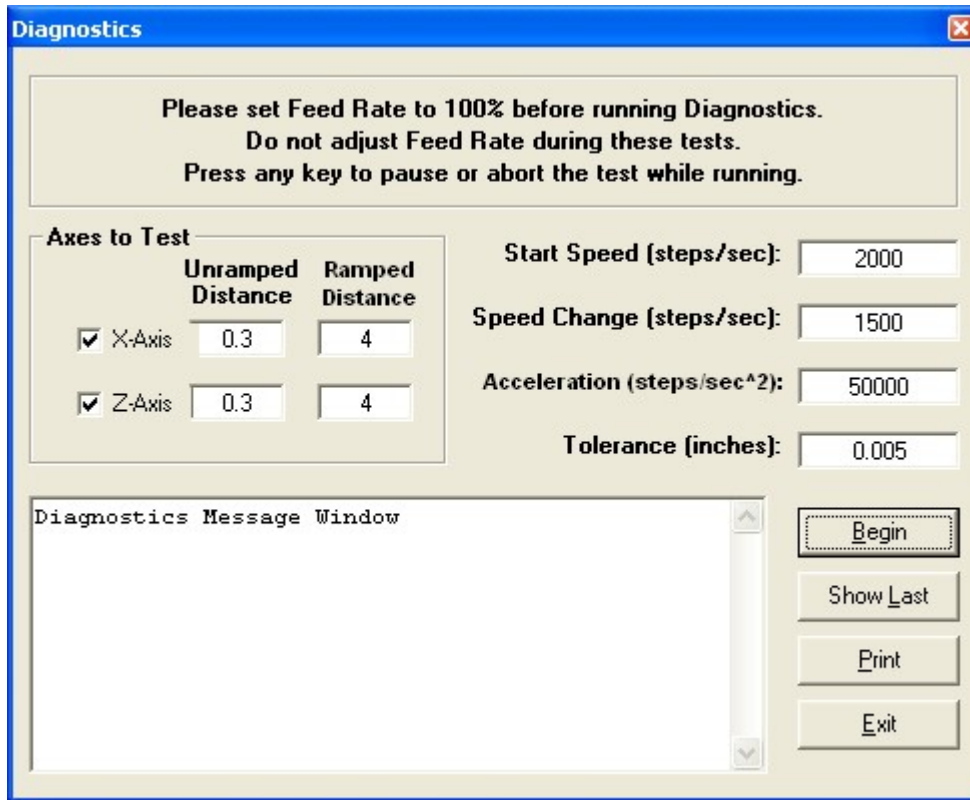 Diagnostics
Please set Feed Rate to 100% before running Diagnostics.
Do not adjust Feed Rate during these tests.
Press any key to pause or abort the test while running.
Axes to Test
Unramped Distance
Ramped Distance
X-Axis 0.3 4
Z-Axis 0.3 4
Start Speed (steps/sec): 2000
Speed Change (steps/sec): 1500
Acceleration (steps/sec^2): 50000
Tolerance (inches): 0.005
Diagnostics Message Window
Begin
Show Last
Print
Exit